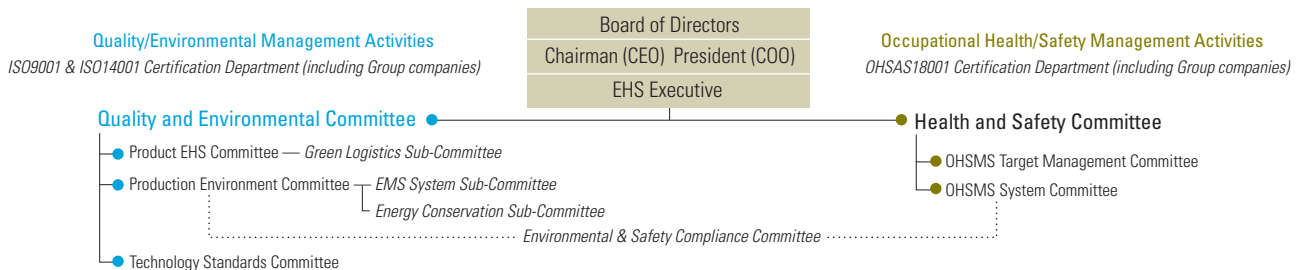 Board of Directors
Chairman (CEO) President (COO)
EHS Executive
Quality/Environmental Management Activities
ISO9001 & ISO14001 Certification Department (including Group companies)
Occupational Health/Safety Management Activities
OHSAS18001 Certification Department (including Group companies)
Quality and Environmental Committee
Product EHS Committee — Green Logistics Sub-Committee
Production Environment Committee
EMS System Sub-Committee
Energy Conservation Sub-Committee
Environmental & Safety Compliance Committee
Technology Standards Committee
Health and Safety Committee
OHSMS Target Management Committee
OHSMS System Committee